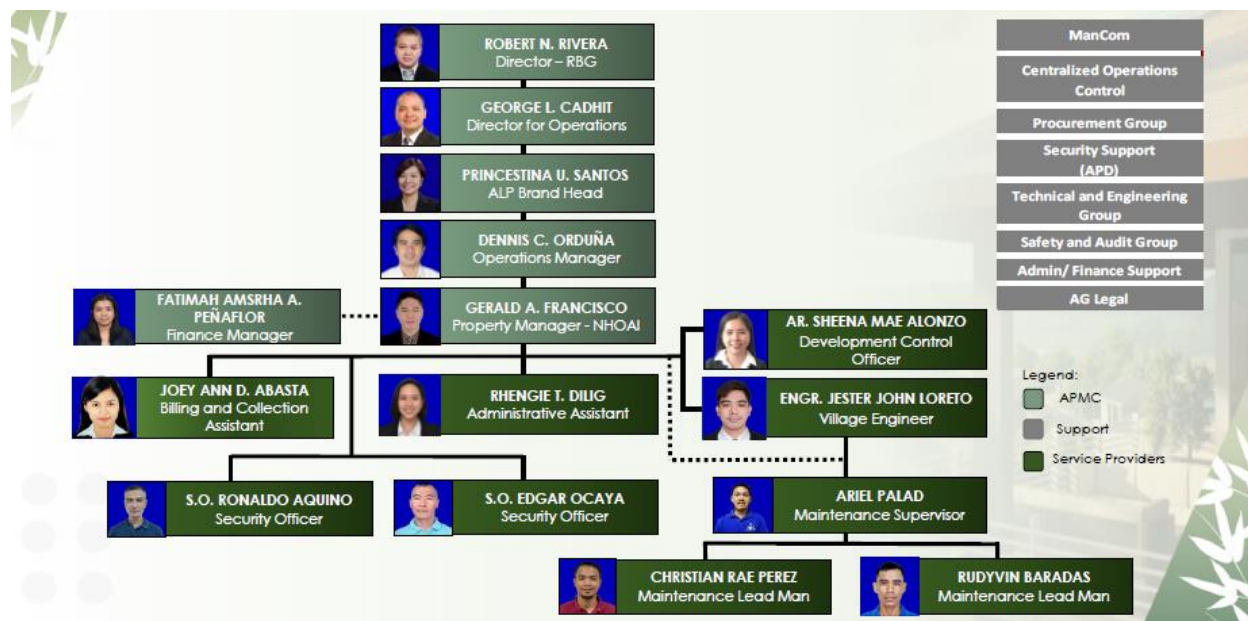 ROBERT N. RIVERA
Director – RBG
GEORGE L. CADHIT
Director for Operations
PRINCESTINA U. SANTOS
ALP Brand Head
DENNIS C. ORDUÑA
Operations Manager
FATIMAH AMSRHA A.
PEÑAFLOR
Finance Manager
GERALD A. FRANCISCO
Property Manager - NHOAI
AR. SHEENA MAE ALONZO
Development Control
Officer
JOEY ANN D. ABASTA
Billing and Collection
Assistant
RHENGIE T. DILIG
Administrative Assistant
ENGR. JESTER JOHN LORETO
Village Engineer
S.O. RONALDO AQUINO
Security Officer
S.O. EDGAR OCAYA
Security Officer
ARIEL PALAD
Maintenance Supervisor
CHRISTIAN RAE PEREZ
Maintenance Lead Man
RUDYVIN BARADAS
Maintenance Lead Man
ManCom
Centralized Operations
Control
Procurement Group
Security Support
(APD)
Technical and Engineering
Group
Safety and Audit Group
Admin/ Finance Support
AG Legal
Legend:
APMC
Support
Service Providers